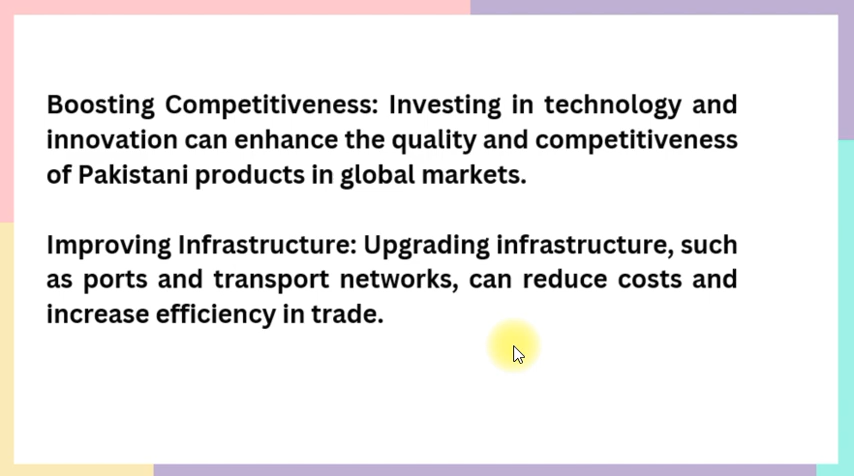 Boosting Competitiveness: Investing in technology and
innovation can enhance the quality and competitiveness
of Pakistani products in global markets.
Improving Infrastructure: Upgrading infrastructure, such
as ports and transport networks, can reduce costs and
increase efficiency in trade.